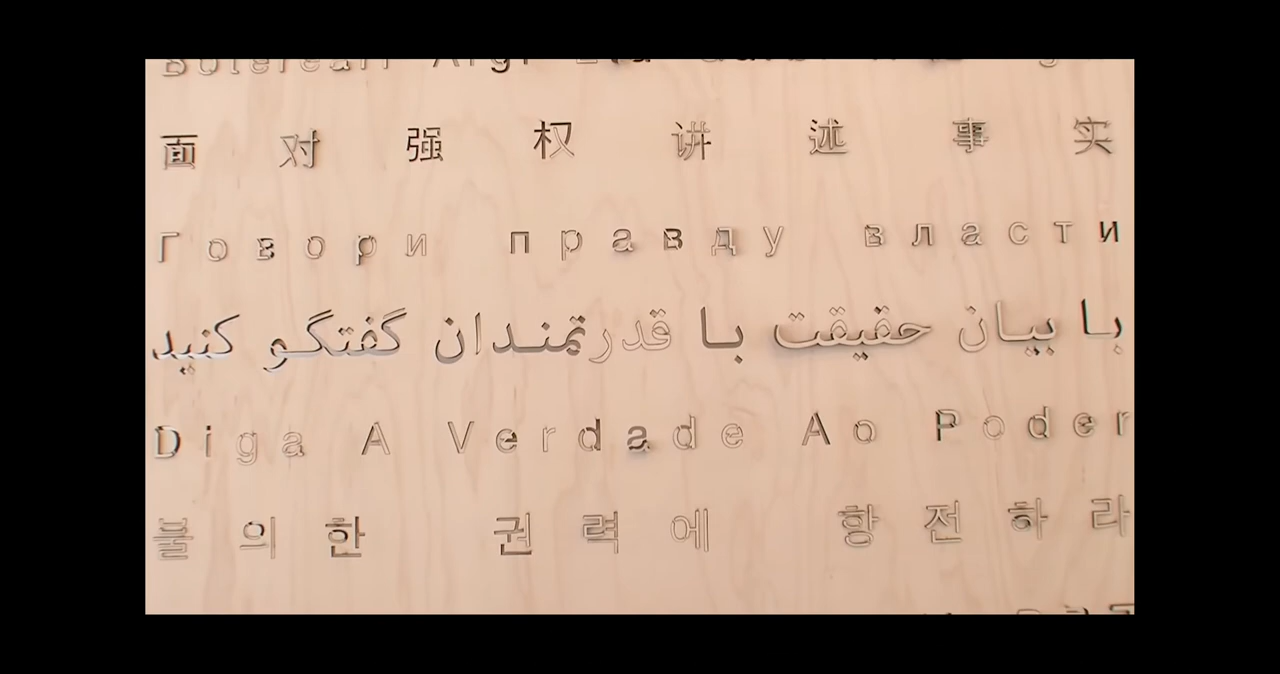 面对强权讲述事实
Говори правду власти
با بیان حقیقت با قدرتمندان گفتگو کنید
Diga A Verdade Ao Poder
불의한 권력에 항전하라